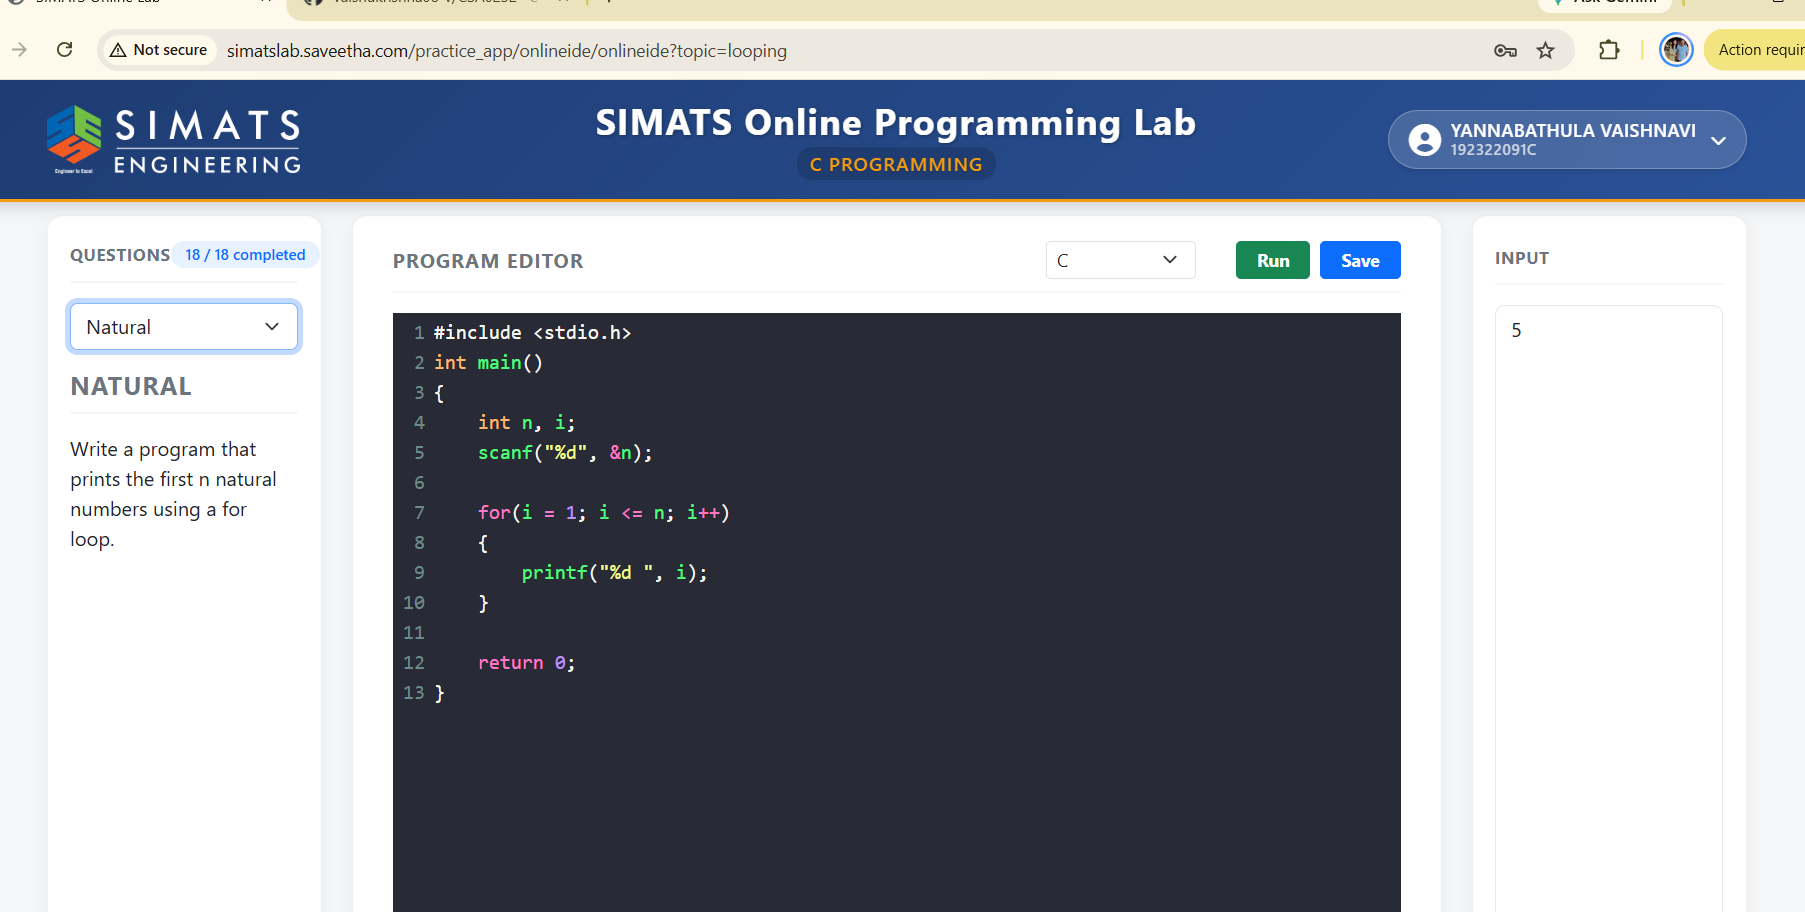 Not secure
simatslab.saveetha.com/practice_app/onlineide/onlineide?topic=looping
Action requir
SIMATS
ENGINEERING
Engineer to Excel
SIMATS Online Programming Lab
C PROGRAMMING
YANNABATHULA VAISHNAVI
192322091C
QUESTIONS
18 / 18 completed
Natural
NATURAL
Write a program that
prints the first n natural
numbers using a for
loop.
PROGRAM EDITOR
C
Run
Save
1 #include <stdio.h>
2 int main()
3 {
4     int n, i;
5     scanf("%d", &n);
6
7     for(i = 1; i <= n; i++)
8     {
9         printf("%d ", i);
10     }
11
12     return 0;
13 }
INPUT
5